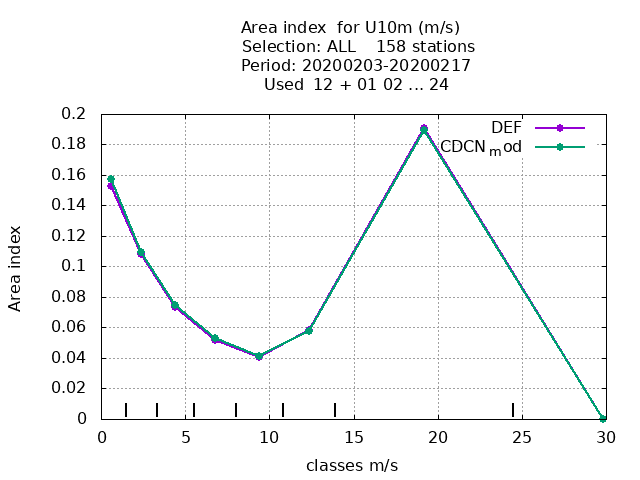 Area index  for U10m (m/s)
Selection: ALL    158 stations
Period: 20200203-20200217
Used  12 + 01 02 ... 24
DEF
CDCN_mod
0.2
0.18
0.16
0.14
0.12
0.1
0.08
0.06
0.04
0.02
0
Area index
0 5 10 15 20 25 30
classes m/s